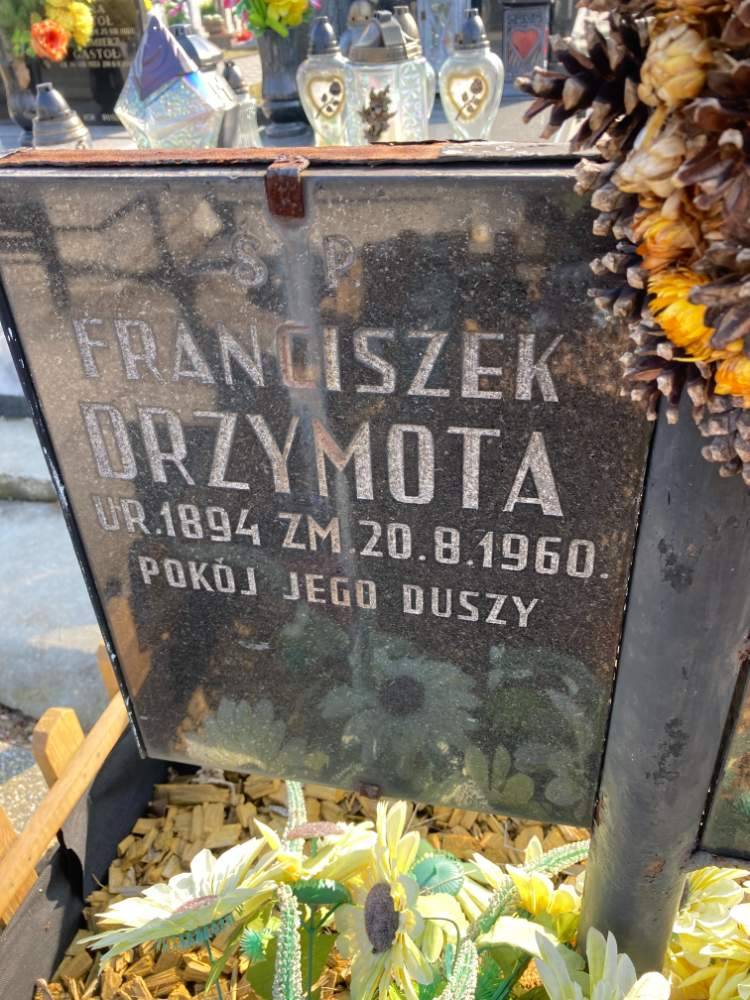 S P
FRANCISZEK
DRZYMOTA
UR.1894 ZM.20.8.1960.
POKÓJ JEGO DUSZY